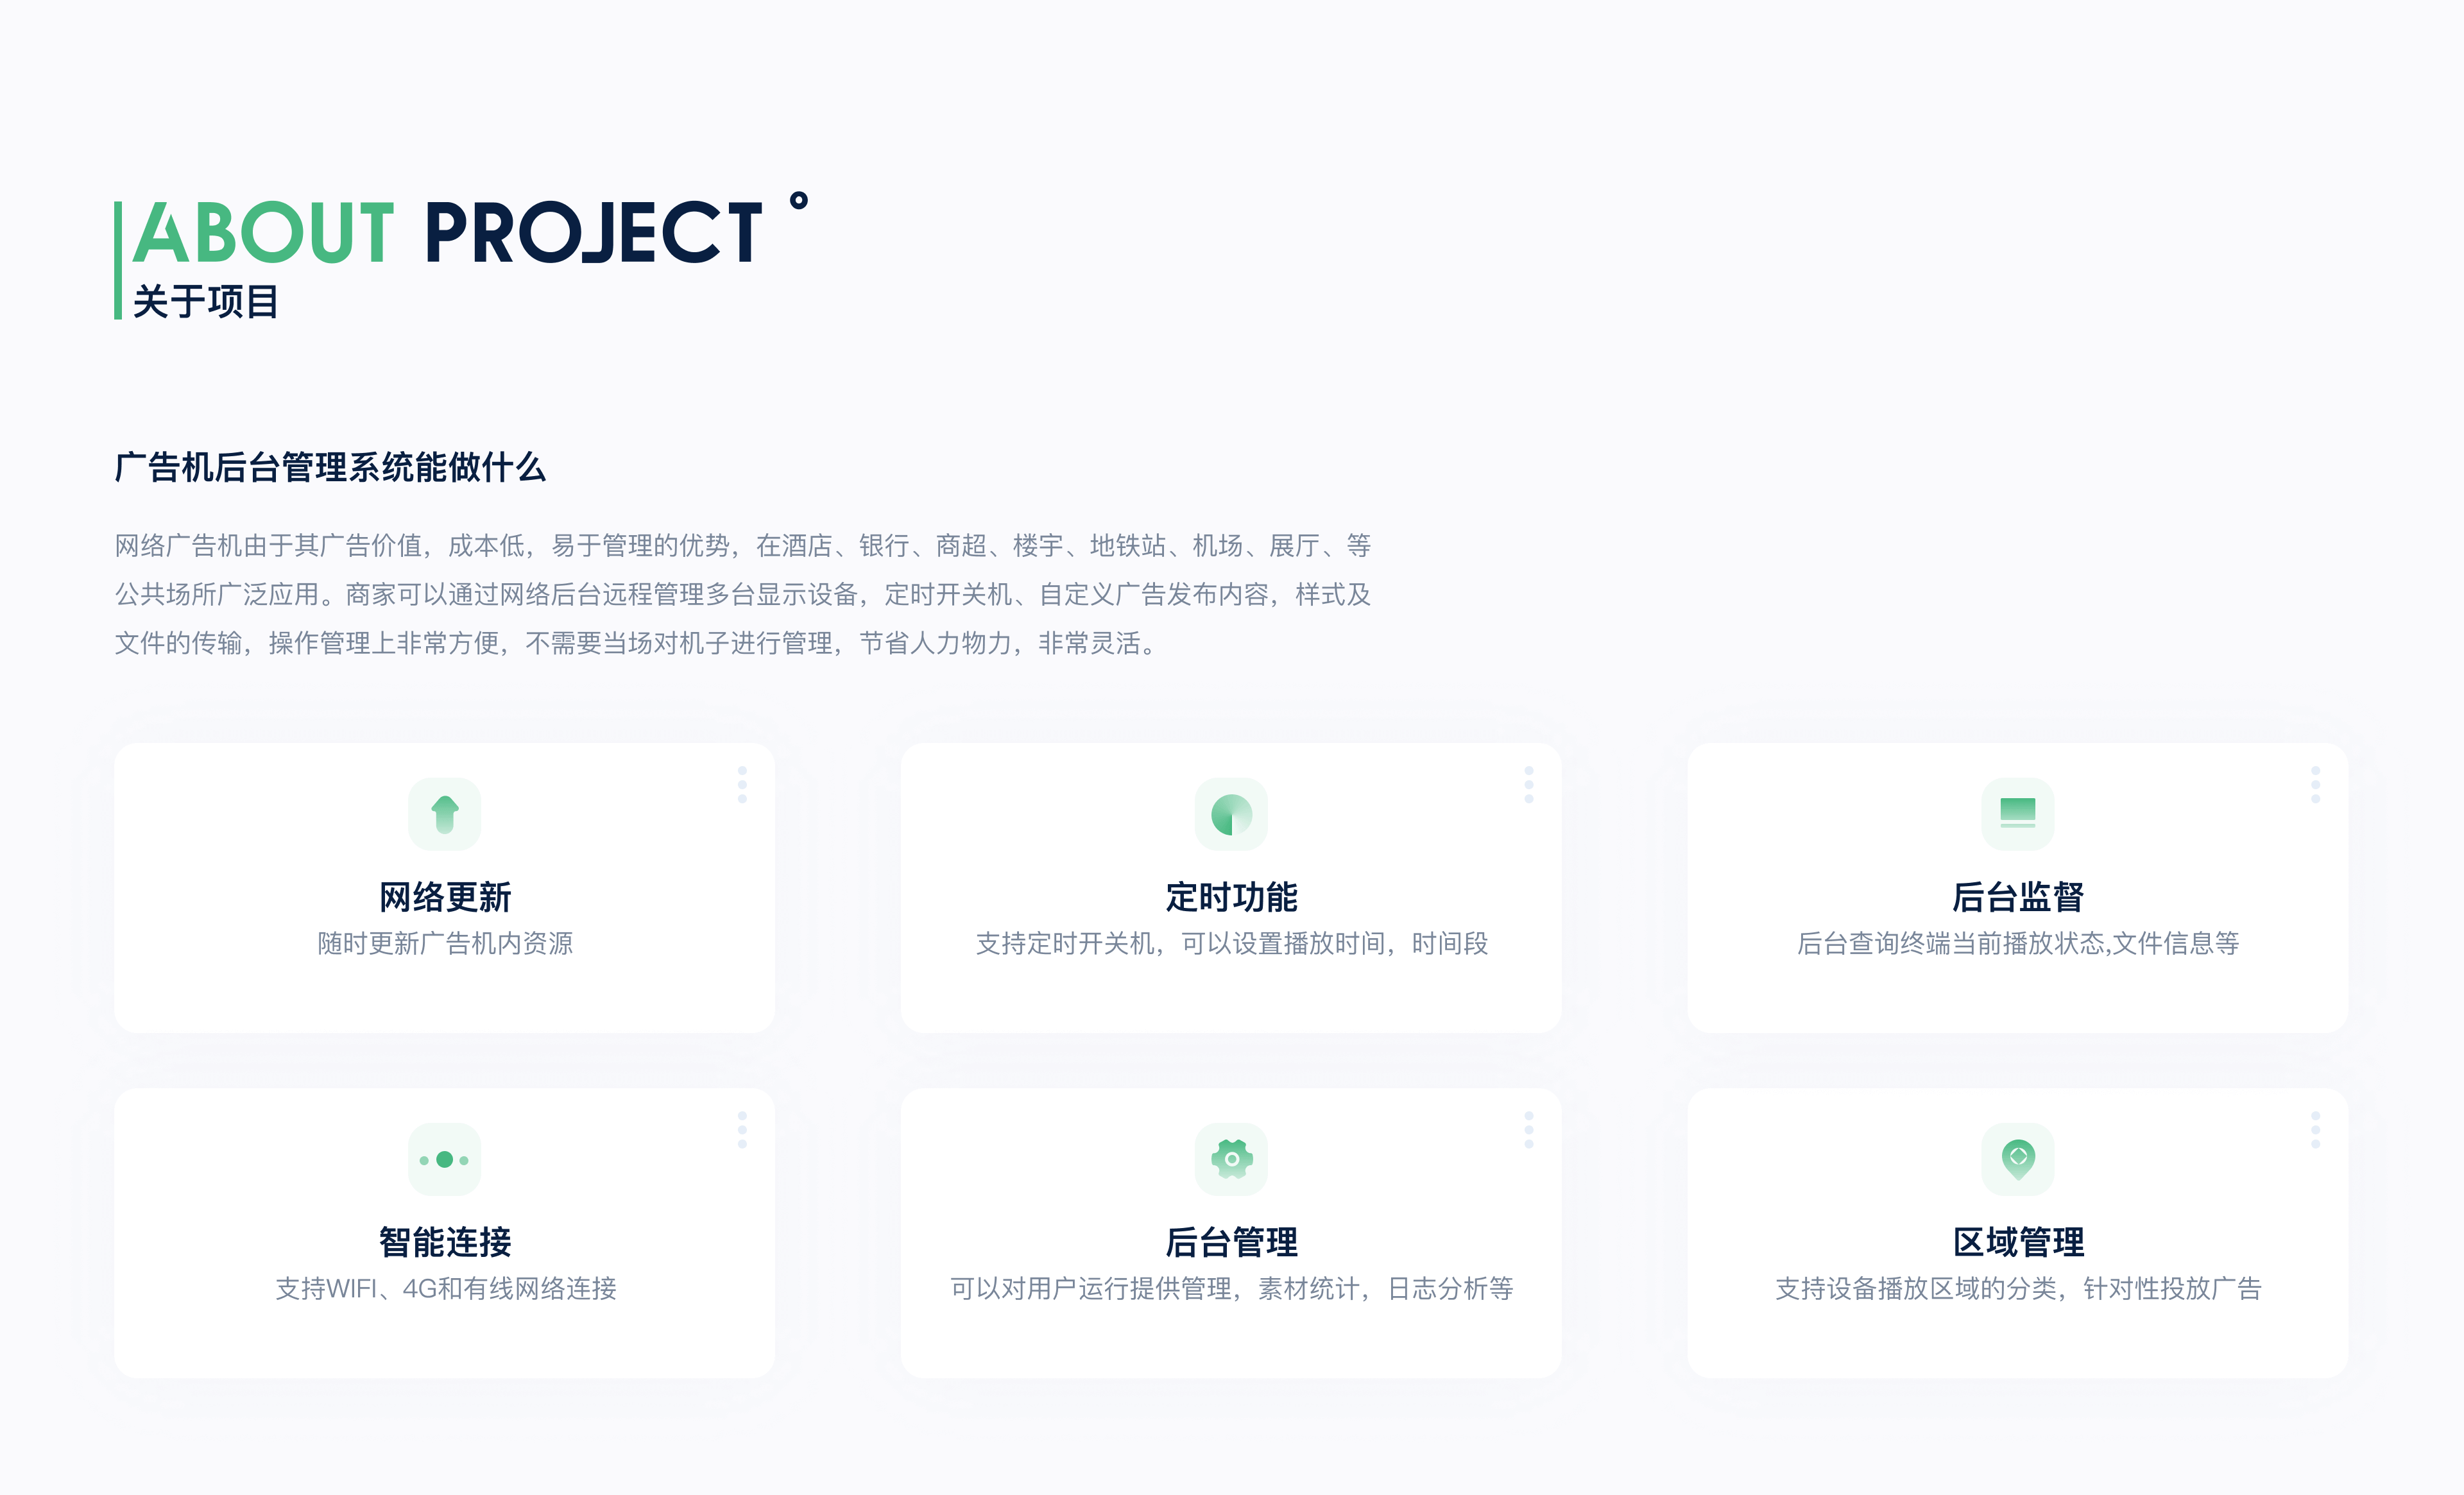 ABOUT PROJECT
关于项目
广告机后台管理系统能做什么
网络广告机由于其广告价值，成本低，易于管理的优势，在酒店、银行、商超、楼宇、地铁站、机场、展厅、等
公共场所广泛应用。商家可以通过网络后台远程管理多台显示设备，定时开关机、自定义广告发布内容，样式及
文件的传输，操作管理上非常方便，不需要当场对机子进行管理，节省人力物力，非常灵活。
网络更新
随时更新广告机内资源
定时功能
支持定时开关机，可以设置播放时间，时间段
后台监督
后台查询终端当前播放状态,文件信息等
智能连接
支持WIFI、4G和有线网络连接
后台管理
可以对用户运行提供管理，素材统计，日志分析等
区域管理
支持设备播放区域的分类，针对性投放广告